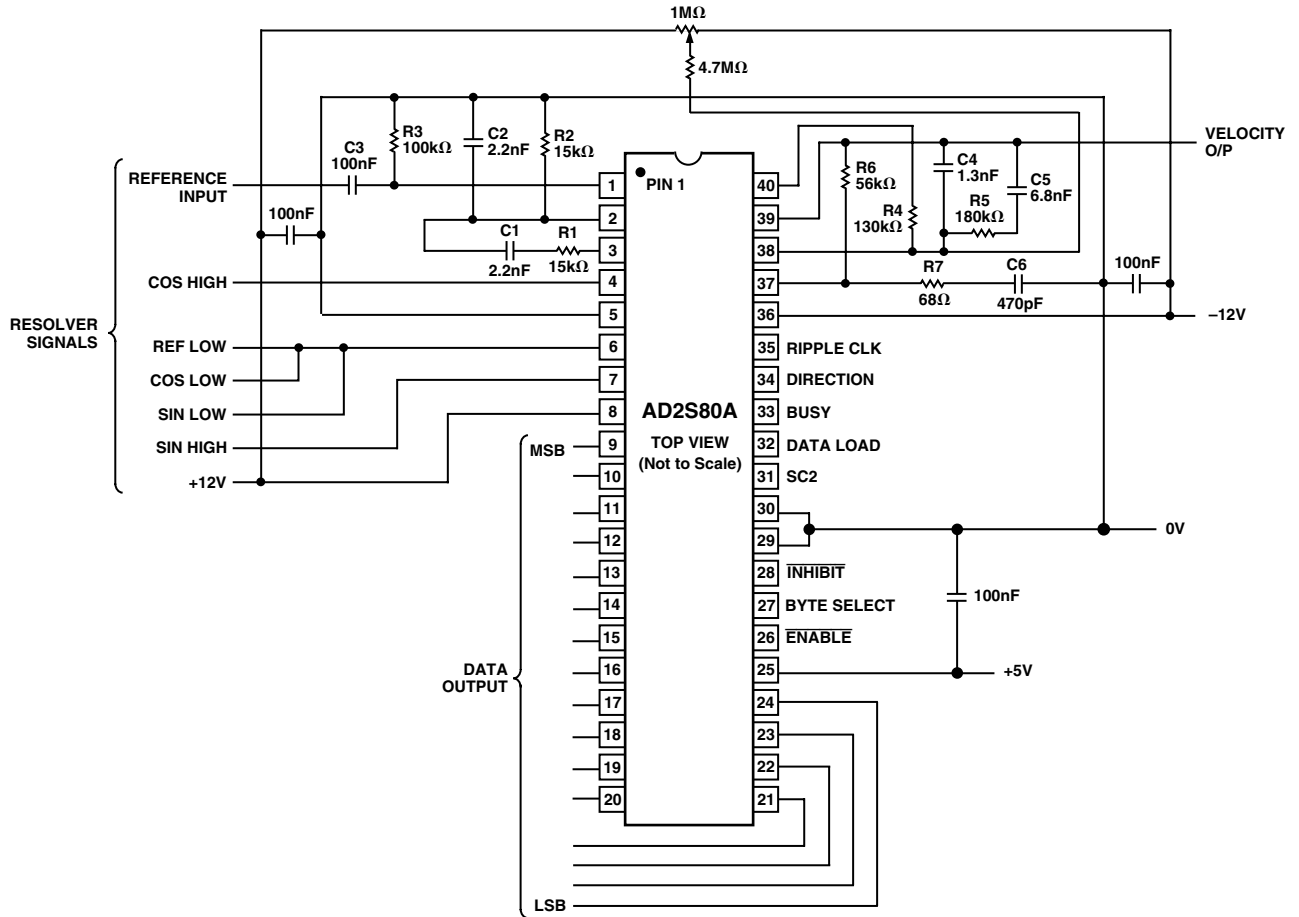 1MΩ
4.7MΩ
R3
100kΩ
C2
2.2nF
R2
15kΩ
C3
100nF
VELOCITY
O/P
REFERENCE
INPUT
100nF
C1
2.2nF
R1
15kΩ
R6
56kΩ
R4
130kΩ
C4
1.3nF
R5
180kΩ
C5
6.8nF
R7
68Ω
C6
470pF
100nF
COS HIGH
RESOLVER
SIGNALS
REF LOW
COS LOW
SIN LOW
SIN HIGH
+12V
–12V
PIN 1
AD2S80A
TOP VIEW
(Not to Scale)
1
2
3
4
5
6
7
8
MSB 9
10
11
12
13
14
15
16
17
18
19
20
DATA
OUTPUT
LSB
40
39
38
37
36
35 RIPPLE CLK
34 DIRECTION
33 BUSY
32 DATA LOAD
31 SC2
30
29
0V
28 INHIBIT
27 BYTE SELECT
26 ENABLE
100nF
25
+5V
24
23
22
21